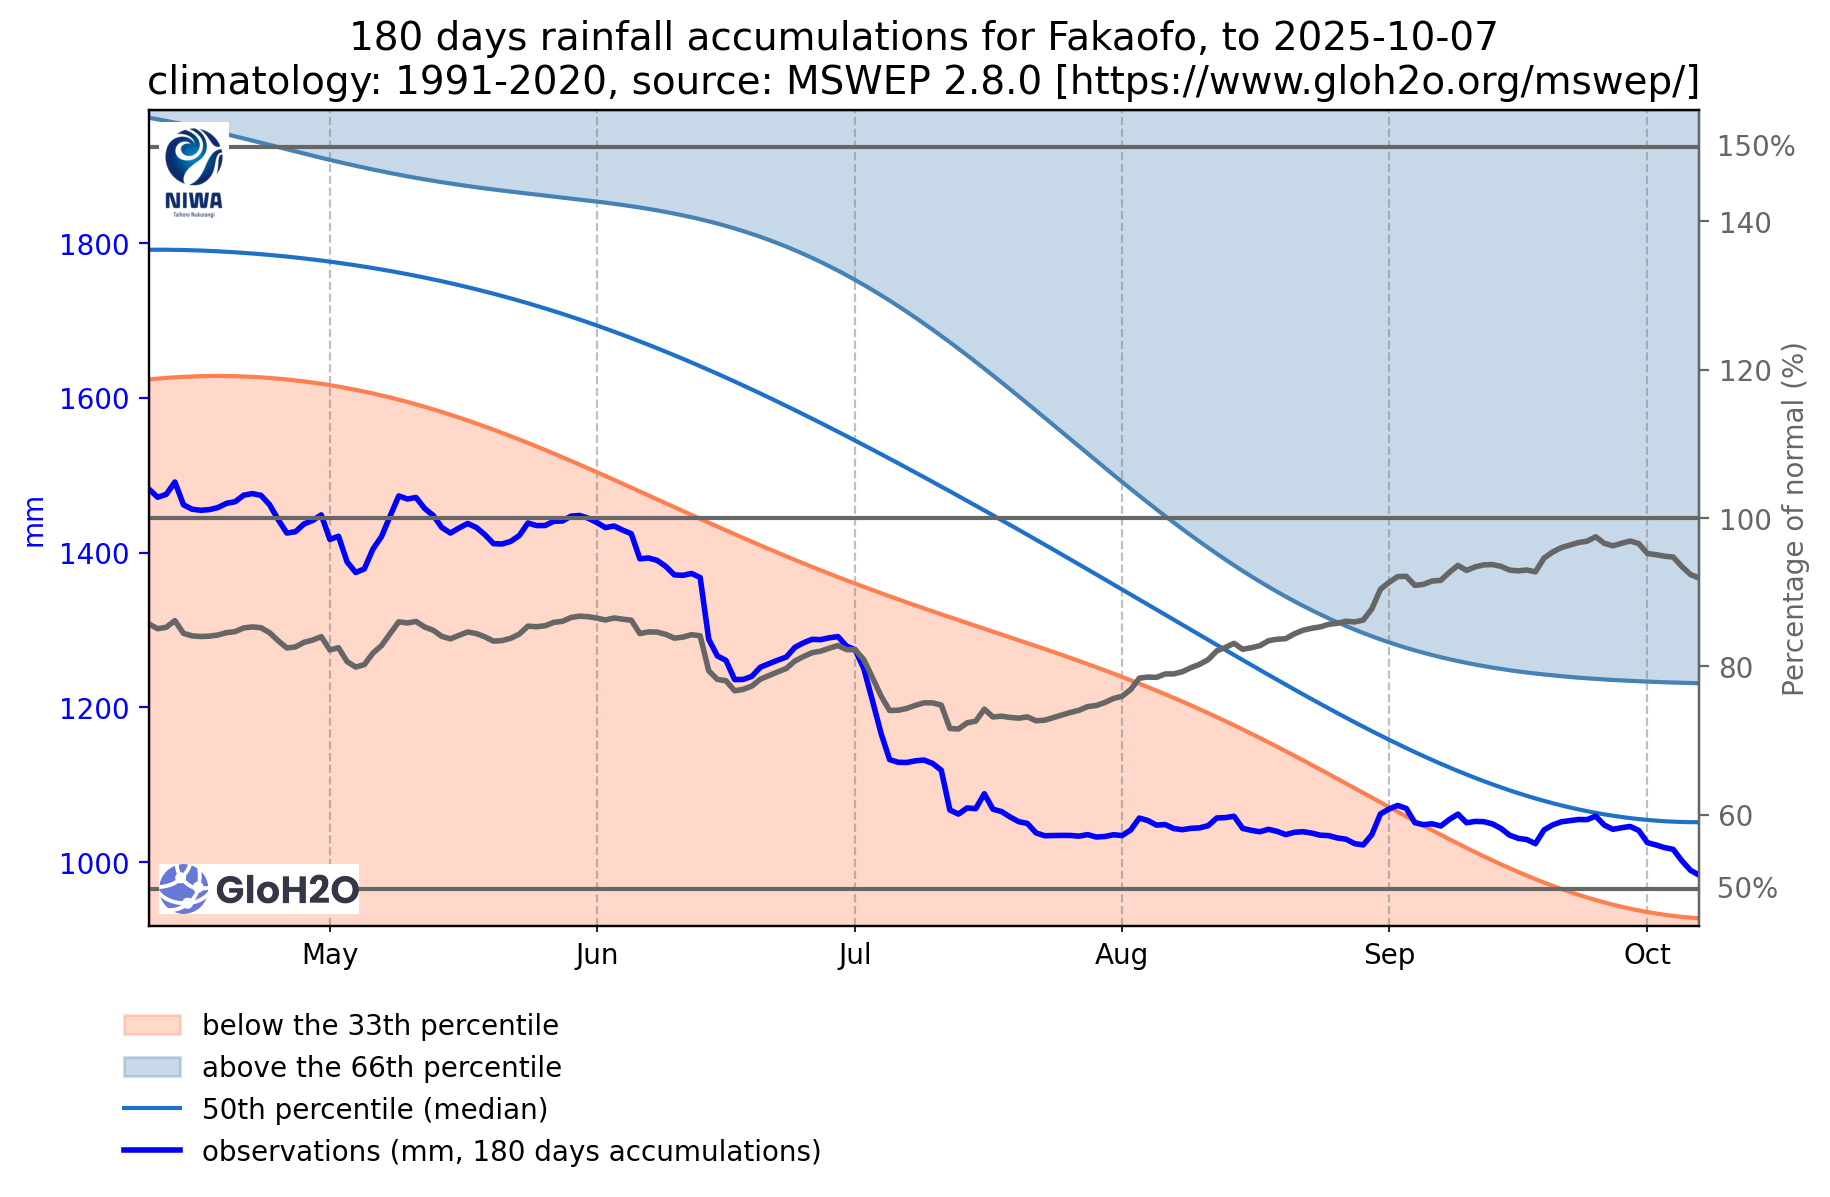 180 days rainfall accumulations for Fakaofo, to 2025-10-07
climatology: 1991-2020, source: MSWEP 2.8.0 [https://www.gloh2o.org/mswep/]
NIWA
Taihoro Nukurangi
150%
1800
140
1600
120
mm
Percentage of normal (%)
100
1400
80
1200
60
1000
50%
GloH2O
May
Jun
Jul
Aug
Sep
Oct
below the 33th percentile
above the 66th percentile
50th percentile (median)
observations (mm, 180 days accumulations)